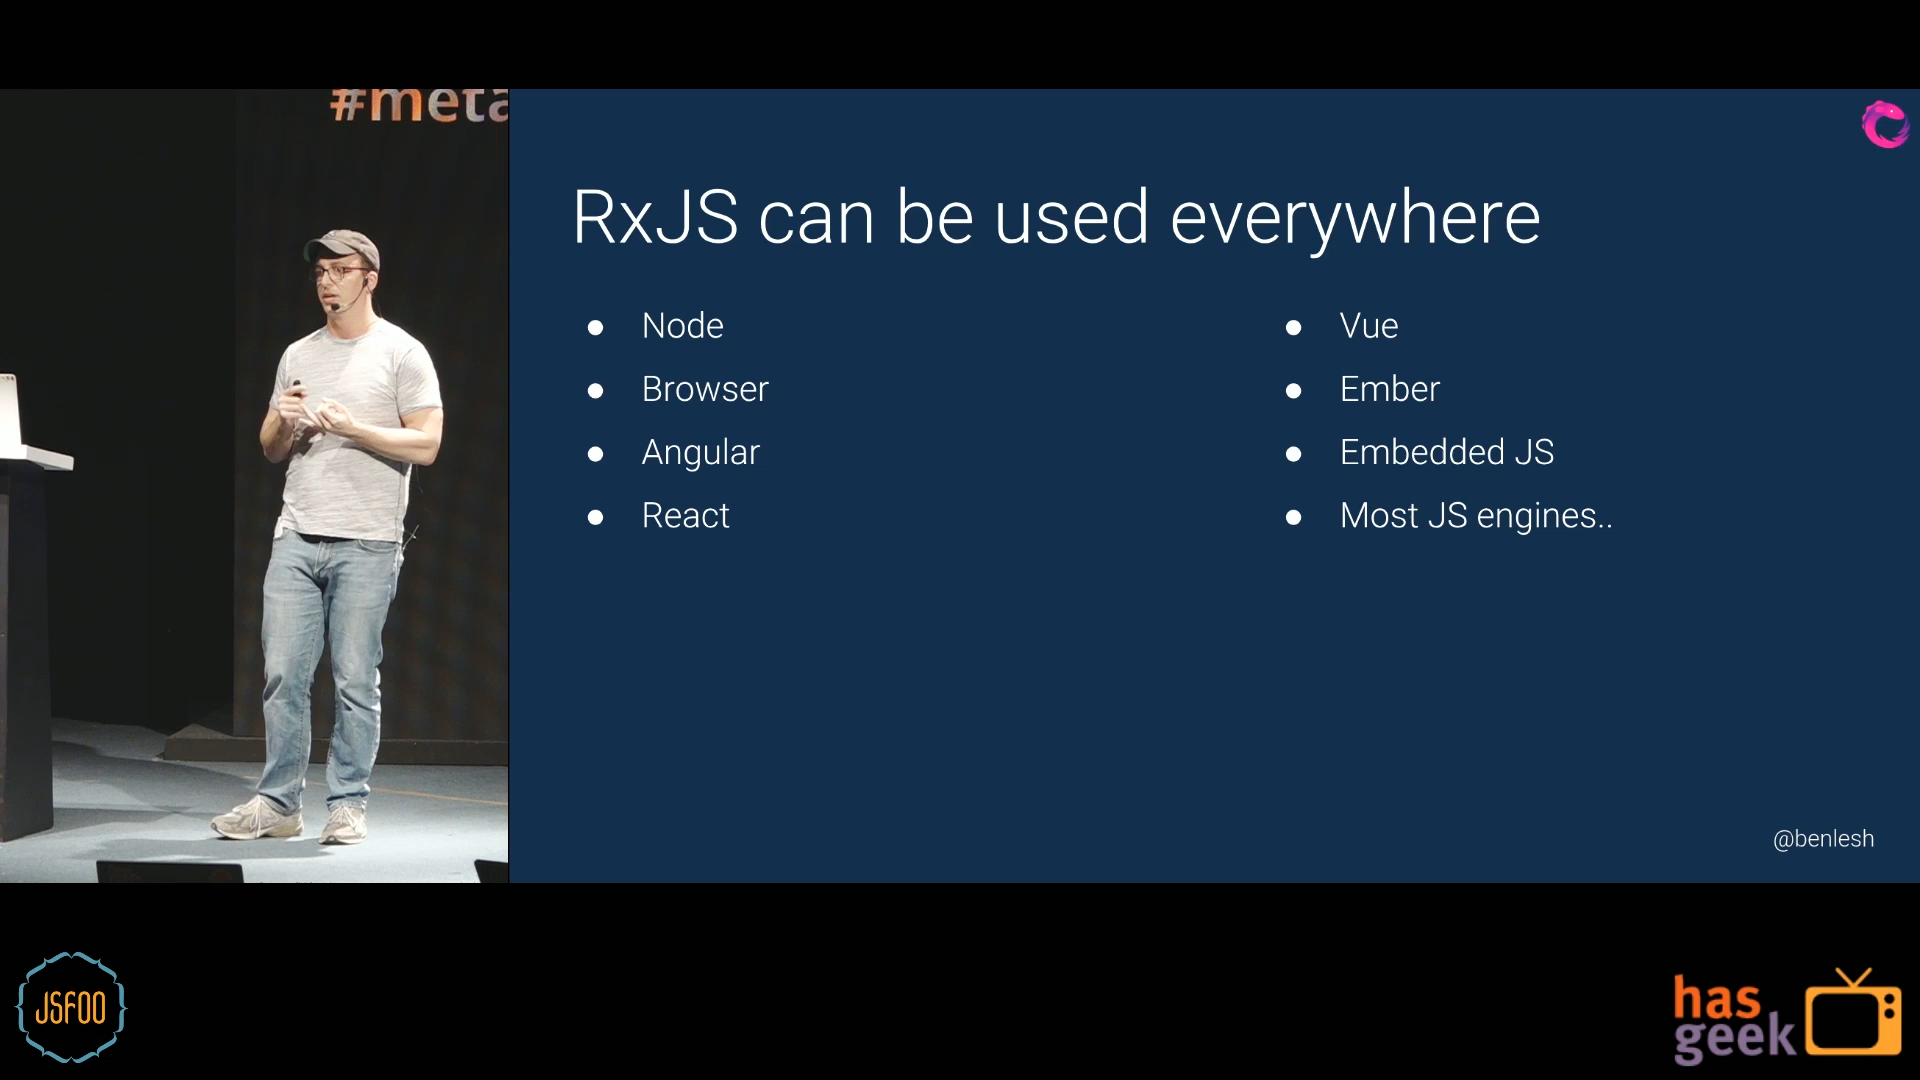 #meta
RxJS can be used everywhere
● Node
● Browser
● Angular
● React
● Vue
● Ember
● Embedded JS
● Most JS engines..
@benlesh
JSFOO
has
geek